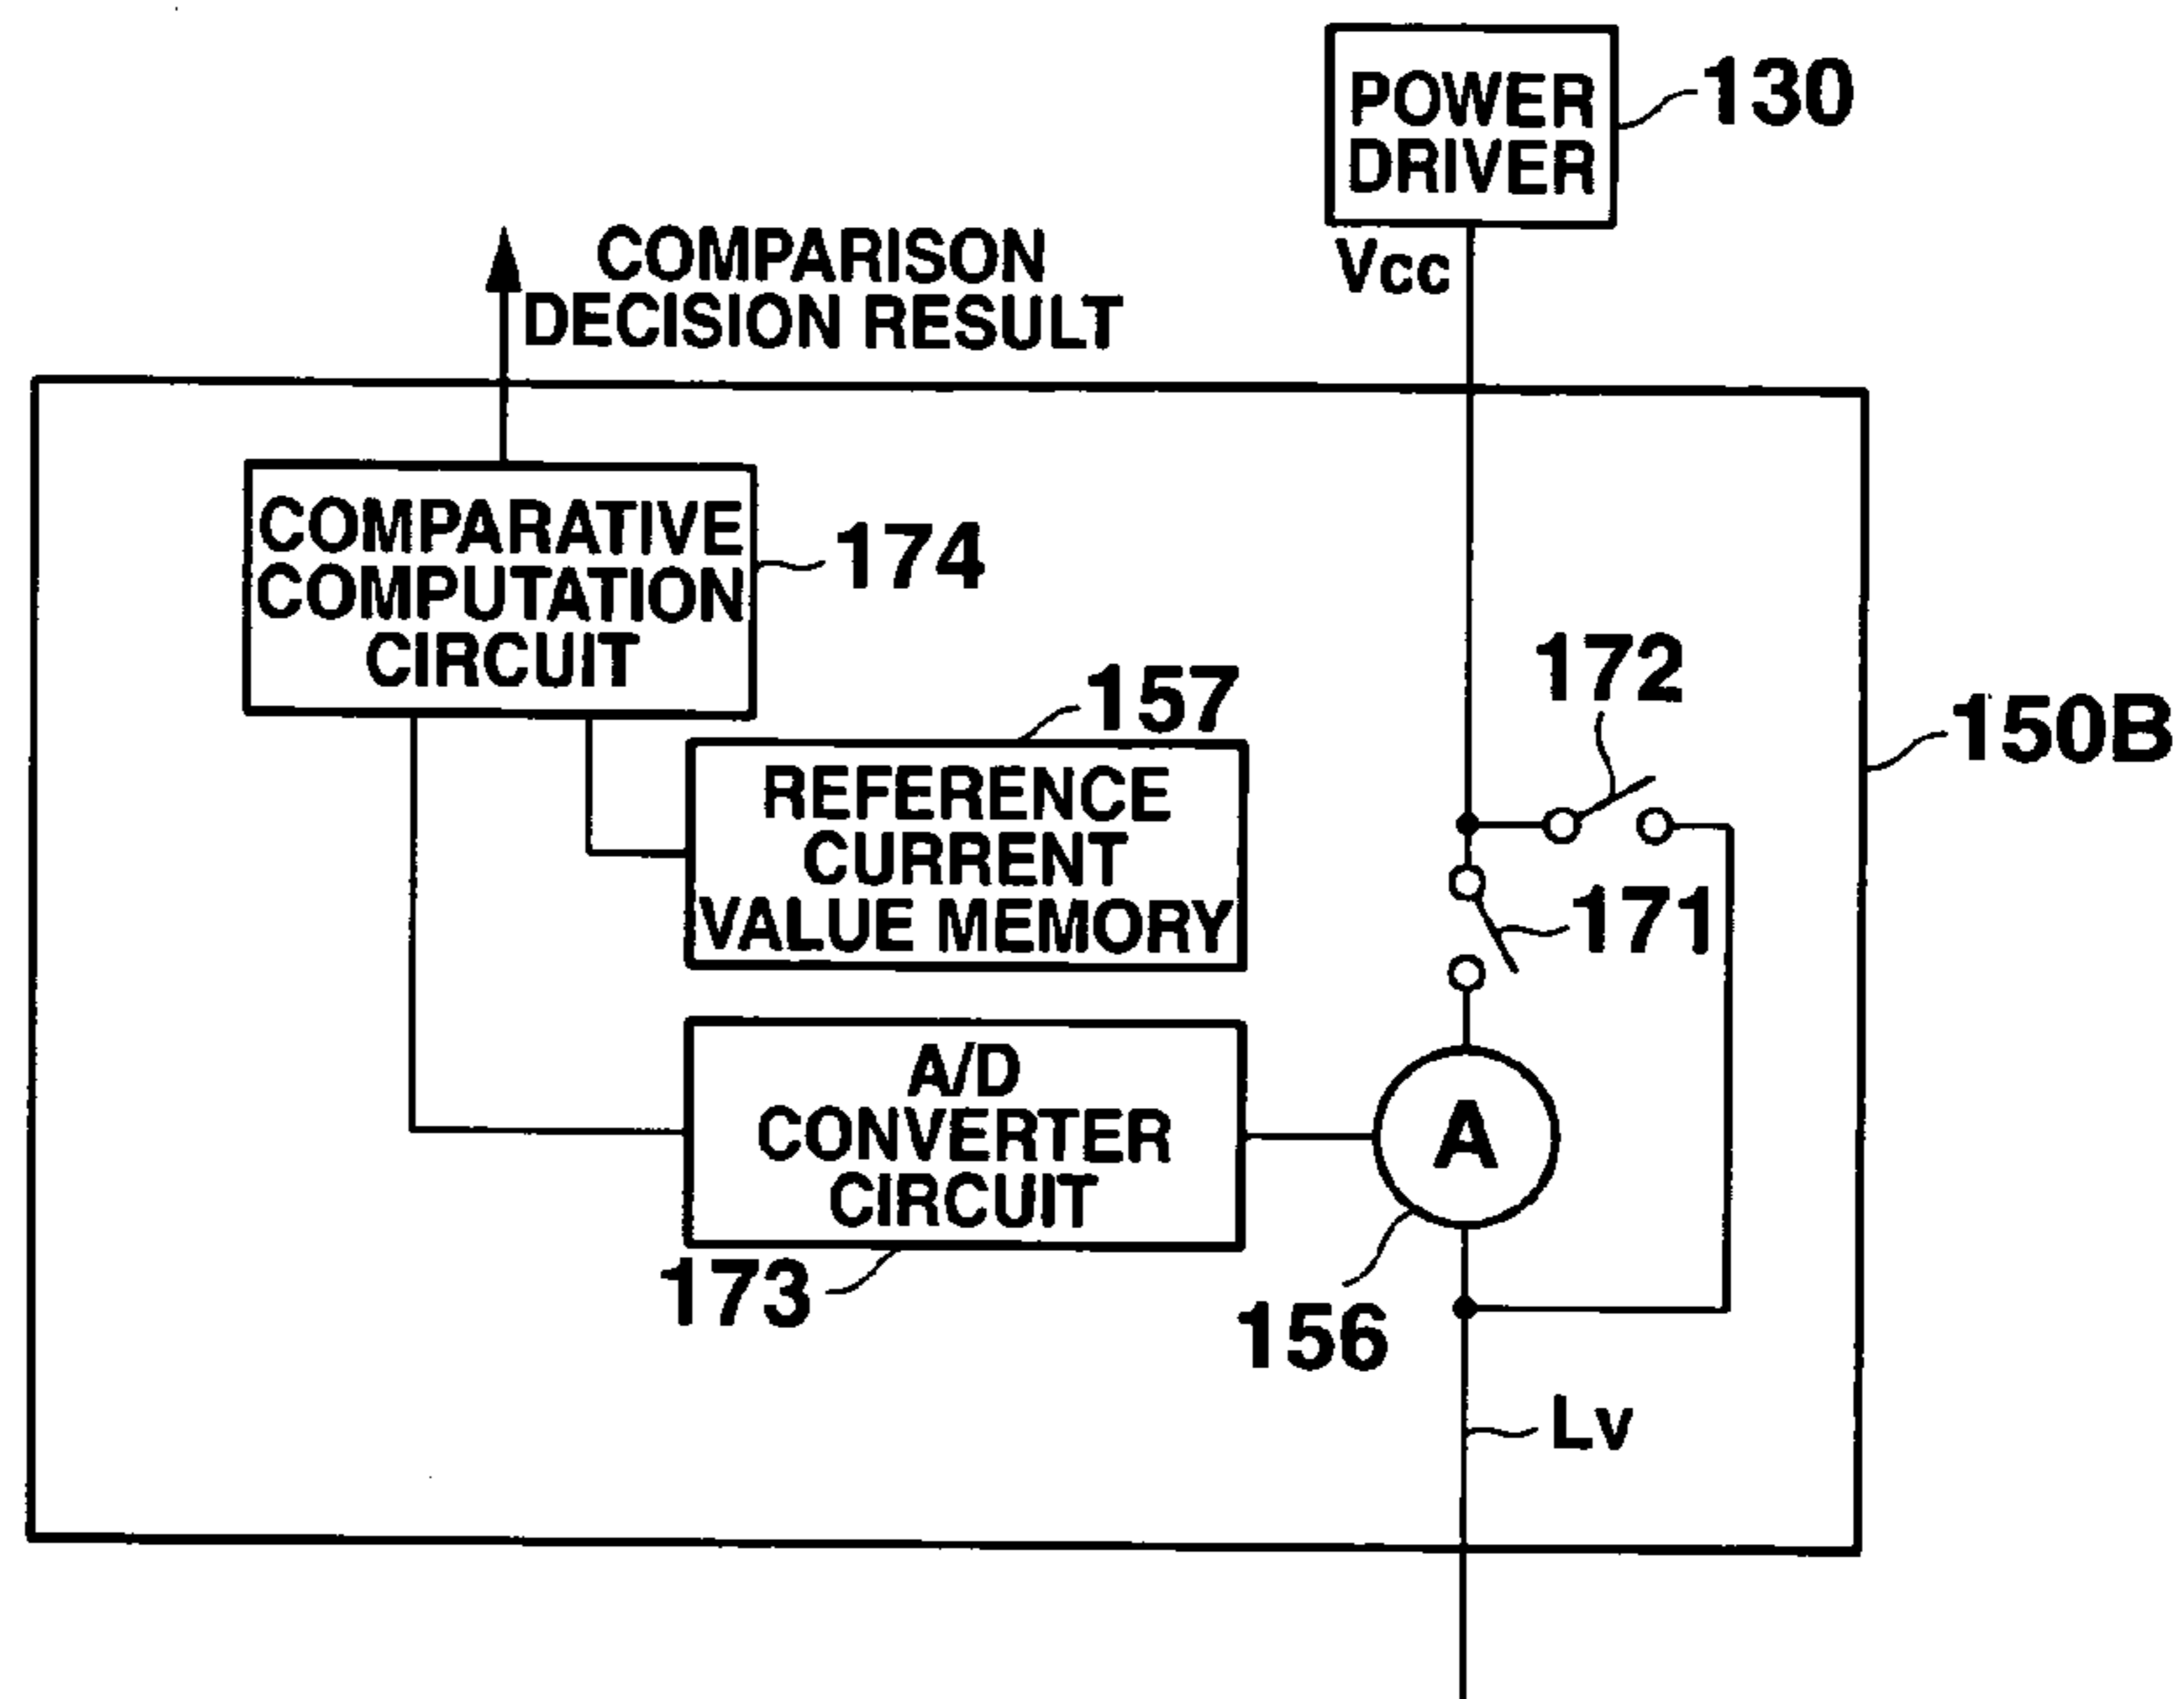 POWER
DRIVER
130
Vcc
COMPARISON
DECISION RESULT
COMPARATIVE
COMPUTATION
CIRCUIT
174
172
157
150B
REFERENCE
CURRENT
VALUE MEMORY
171
A/D
CONVERTER
CIRCUIT
A
173
156
Lv